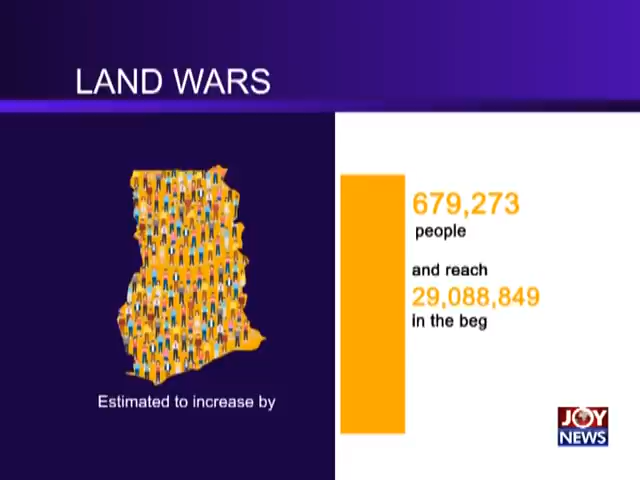 LAND WARS
Estimated to increase by
679,273
people
and reach
29,088,849
in the beg
JOY
NEWS